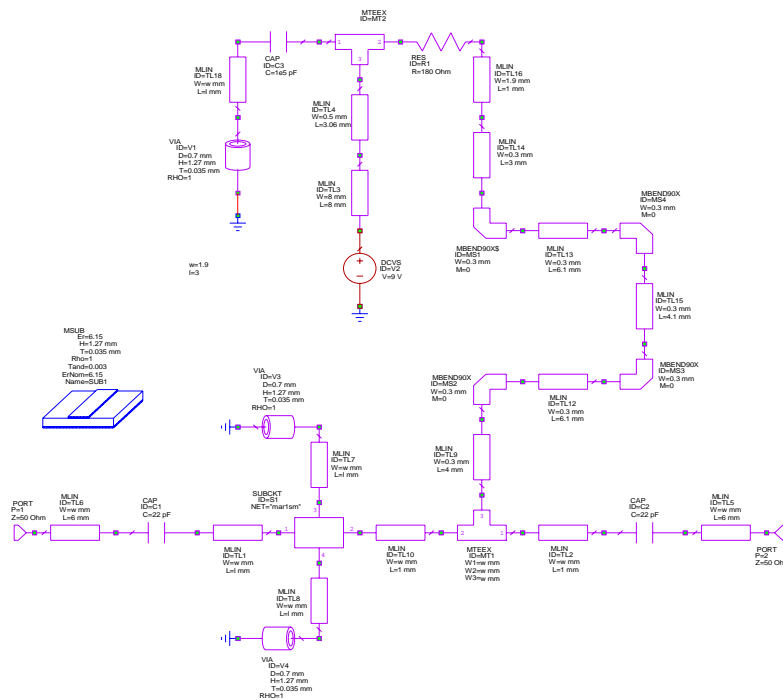 MTEEX
ID=MT2
1
2
3
CAP
ID=C3
C=1e5 pF
RES
ID=R1
R=180 Ohm
MLIN
ID=TL18
W=w mm
L=l mm
MLIN
ID=TL16
W=1.9 mm
L=1 mm
MLIN
ID=TL4
W=0.5 mm
L=3.06 mm
VIA
ID=V1
D=0.7 mm
H=1.27 mm
T=0.035 mm
RHO=1
MLIN
ID=TL14
W=0.3 mm
L=3 mm
MLIN
ID=TL3
W=8 mm
L=8 mm
MBEND90X
ID=MS4
W=0.3 mm
M=0
MBEND90X$
ID=MS1
W=0.3 mm
M=0
MLIN
ID=TL13
W=0.3 mm
L=6.1 mm
w=1.9
l=3
DCVS
ID=V2
V=9 V
MLIN
ID=TL15
W=0.3 mm
L=4.1 mm
MSUB
Er=6.15
H=1.27 mm
T=0.035 mm
Rho=1
Tand=0.003
ErNom=6.15
Name=SUB1
VIA
ID=V3
D=0.7 mm
H=1.27 mm
T=0.035 mm
RHO=1
MBEND90X
ID=MS2
W=0.3 mm
M=0
MBEND90X
ID=MS3
W=0.3 mm
M=0
MLIN
ID=TL12
W=0.3 mm
L=6.1 mm
MLIN
ID=TL7
W=w mm
L=l mm
MLIN
ID=TL9
W=0.3 mm
L=4 mm
PORT
P=1
Z=50 Ohm
MLIN
ID=TL6
W=w mm
L=6 mm
CAP
ID=C1
C=22 pF
MLIN
ID=TL1
W=w mm
L=l mm
SUBCKT
ID=S1
NET="mar1sm"
1
2
3
4
MLIN
ID=TL10
W=w mm
L=1 mm
3
2
1
MTEEX
ID=MT1
W1=w mm
W2=w mm
W3=w mm
MLIN
ID=TL2
W=w mm
L=1 mm
CAP
ID=C2
C=22 pF
MLIN
ID=TL5
W=w mm
L=6 mm
PORT
P=2
Z=50 Ohm
MLIN
ID=TL8
W=w mm
L=l mm
VIA
ID=V4
D=0.7 mm
H=1.27 mm
T=0.035 mm
RHO=1